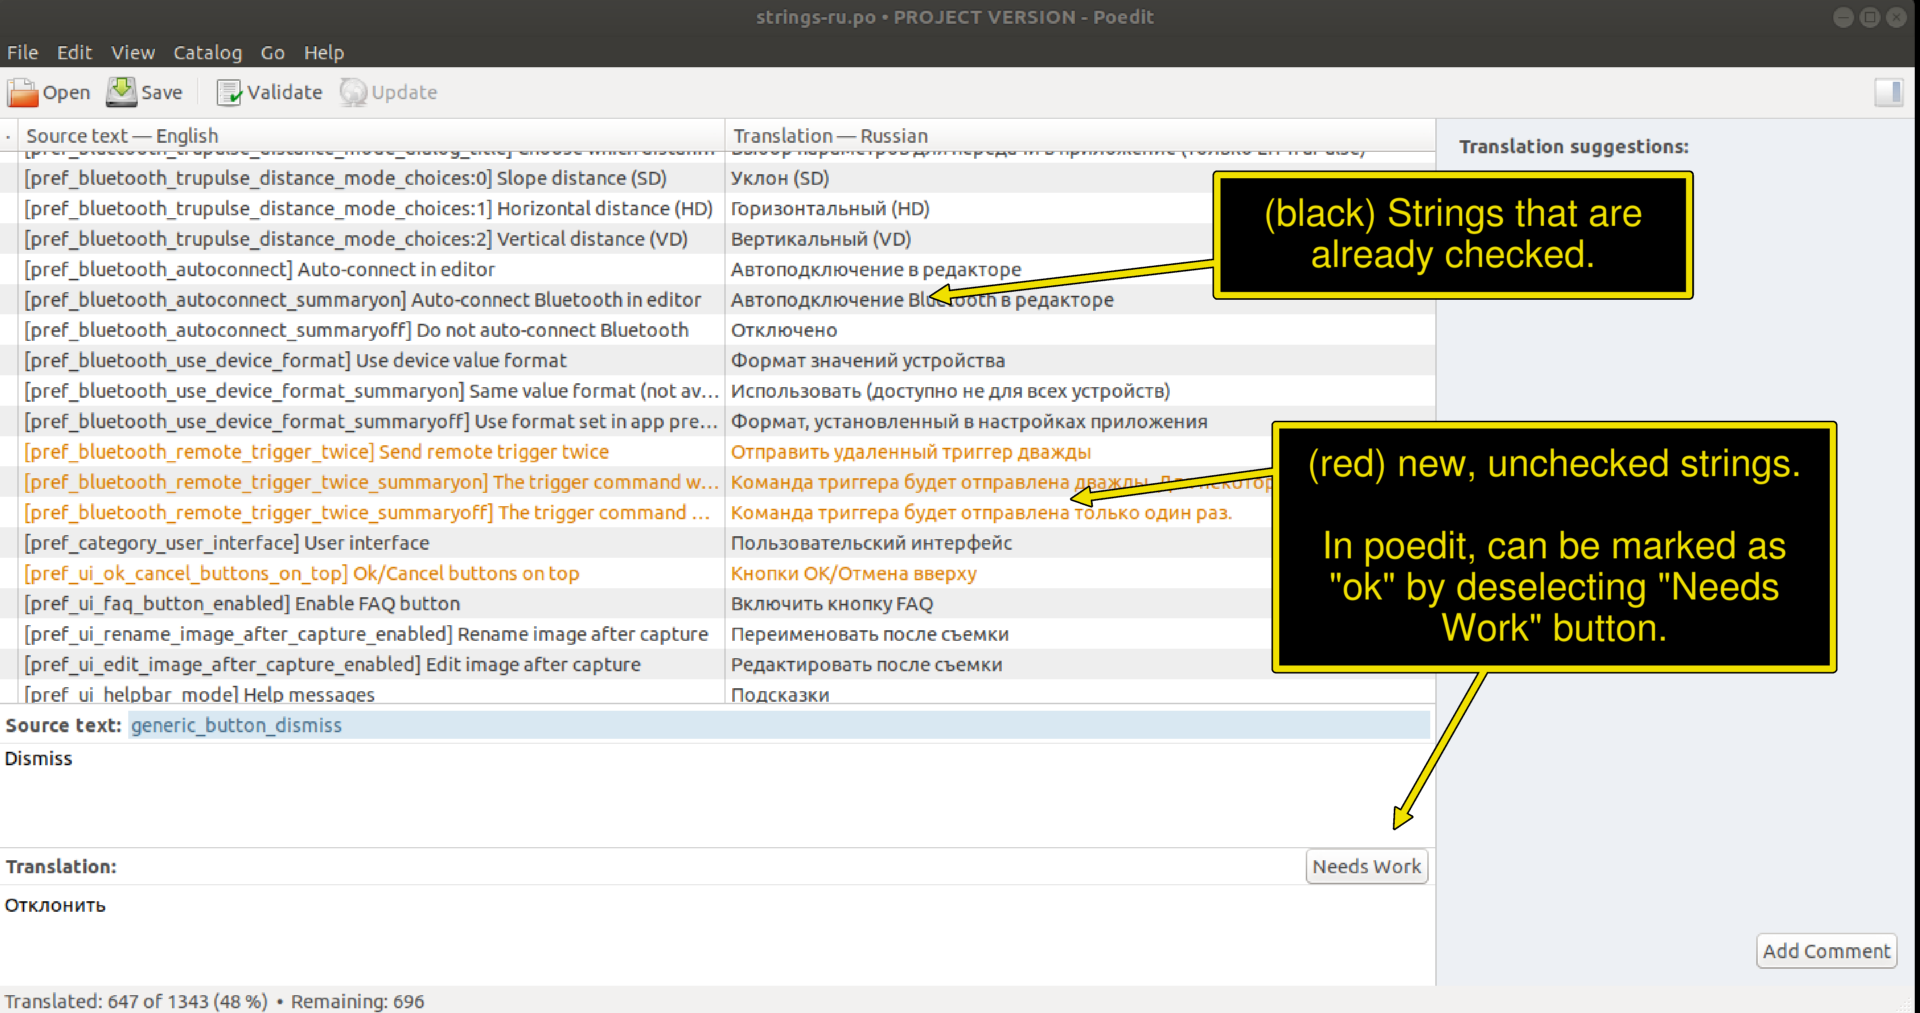 strings-ru.po • PROJECT VERSION - Poedit
File Edit View Catalog Go Help
Open Save Validate Update
Source text — English Translation — Russian
Translation suggestions:
[pref_bluetooth_trupulse_distance_mode_choices:0] Slope distance (SD) Уклон (SD)
[pref_bluetooth_trupulse_distance_mode_choices:1] Horizontal distance (HD) Горизонтальный (HD)
[pref_bluetooth_trupulse_distance_mode_choices:2] Vertical distance (VD) Вертикальный (VD)
[pref_bluetooth_autoconnect] Auto-connect in editor Автоподключение в редакторе
[pref_bluetooth_autoconnect_summaryon] Auto-connect Bluetooth in editor Автоподключение Bluetooth в редакторе
[pref_bluetooth_autoconnect_summaryoff] Do not auto-connect Bluetooth Отключено
[pref_bluetooth_use_device_format] Use device value format Формат значений устройства
[pref_bluetooth_use_device_format_summaryon] Same value format (not av... Использовать (доступно не для всех устройств)
[pref_bluetooth_use_device_format_summaryoff] Use format set in app pre... Формат, установленный в настройках приложения
[pref_bluetooth_remote_trigger_twice] Send remote trigger twice Отправить удаленный триггер дважды
[pref_bluetooth_remote_trigger_twice_summaryon] The trigger command w... Команда триггера будет отправлена дважды.
[pref_bluetooth_remote_trigger_twice_summaryoff] The trigger command ... Команда триггера будет отправлена только один раз.
[pref_category_user_interface] User interface Пользовательский интерфейс
[pref_ui_ok_cancel_buttons_on_top] Ok/Cancel buttons on top Кнопки ОК/Отмена вверху
[pref_ui_faq_button_enabled] Enable FAQ button Включить кнопку FAQ
[pref_ui_rename_image_after_capture_enabled] Rename image after capture Переименовать после съемки
[pref_ui_edit_image_after_capture_enabled] Edit image after capture Редактировать после съемки
[pref_ui_helpbar_mode] Help messages Подсказки
(black) Strings that are
already checked.
(red) new, unchecked strings.
In poedit, can be marked as
"ok" by deselecting "Needs
Work" button.
Source text: generic_button_dismiss
Dismiss
Translation: Needs Work
Отклонить
Add Comment
Translated: 647 of 1343 (48 %) • Remaining: 696